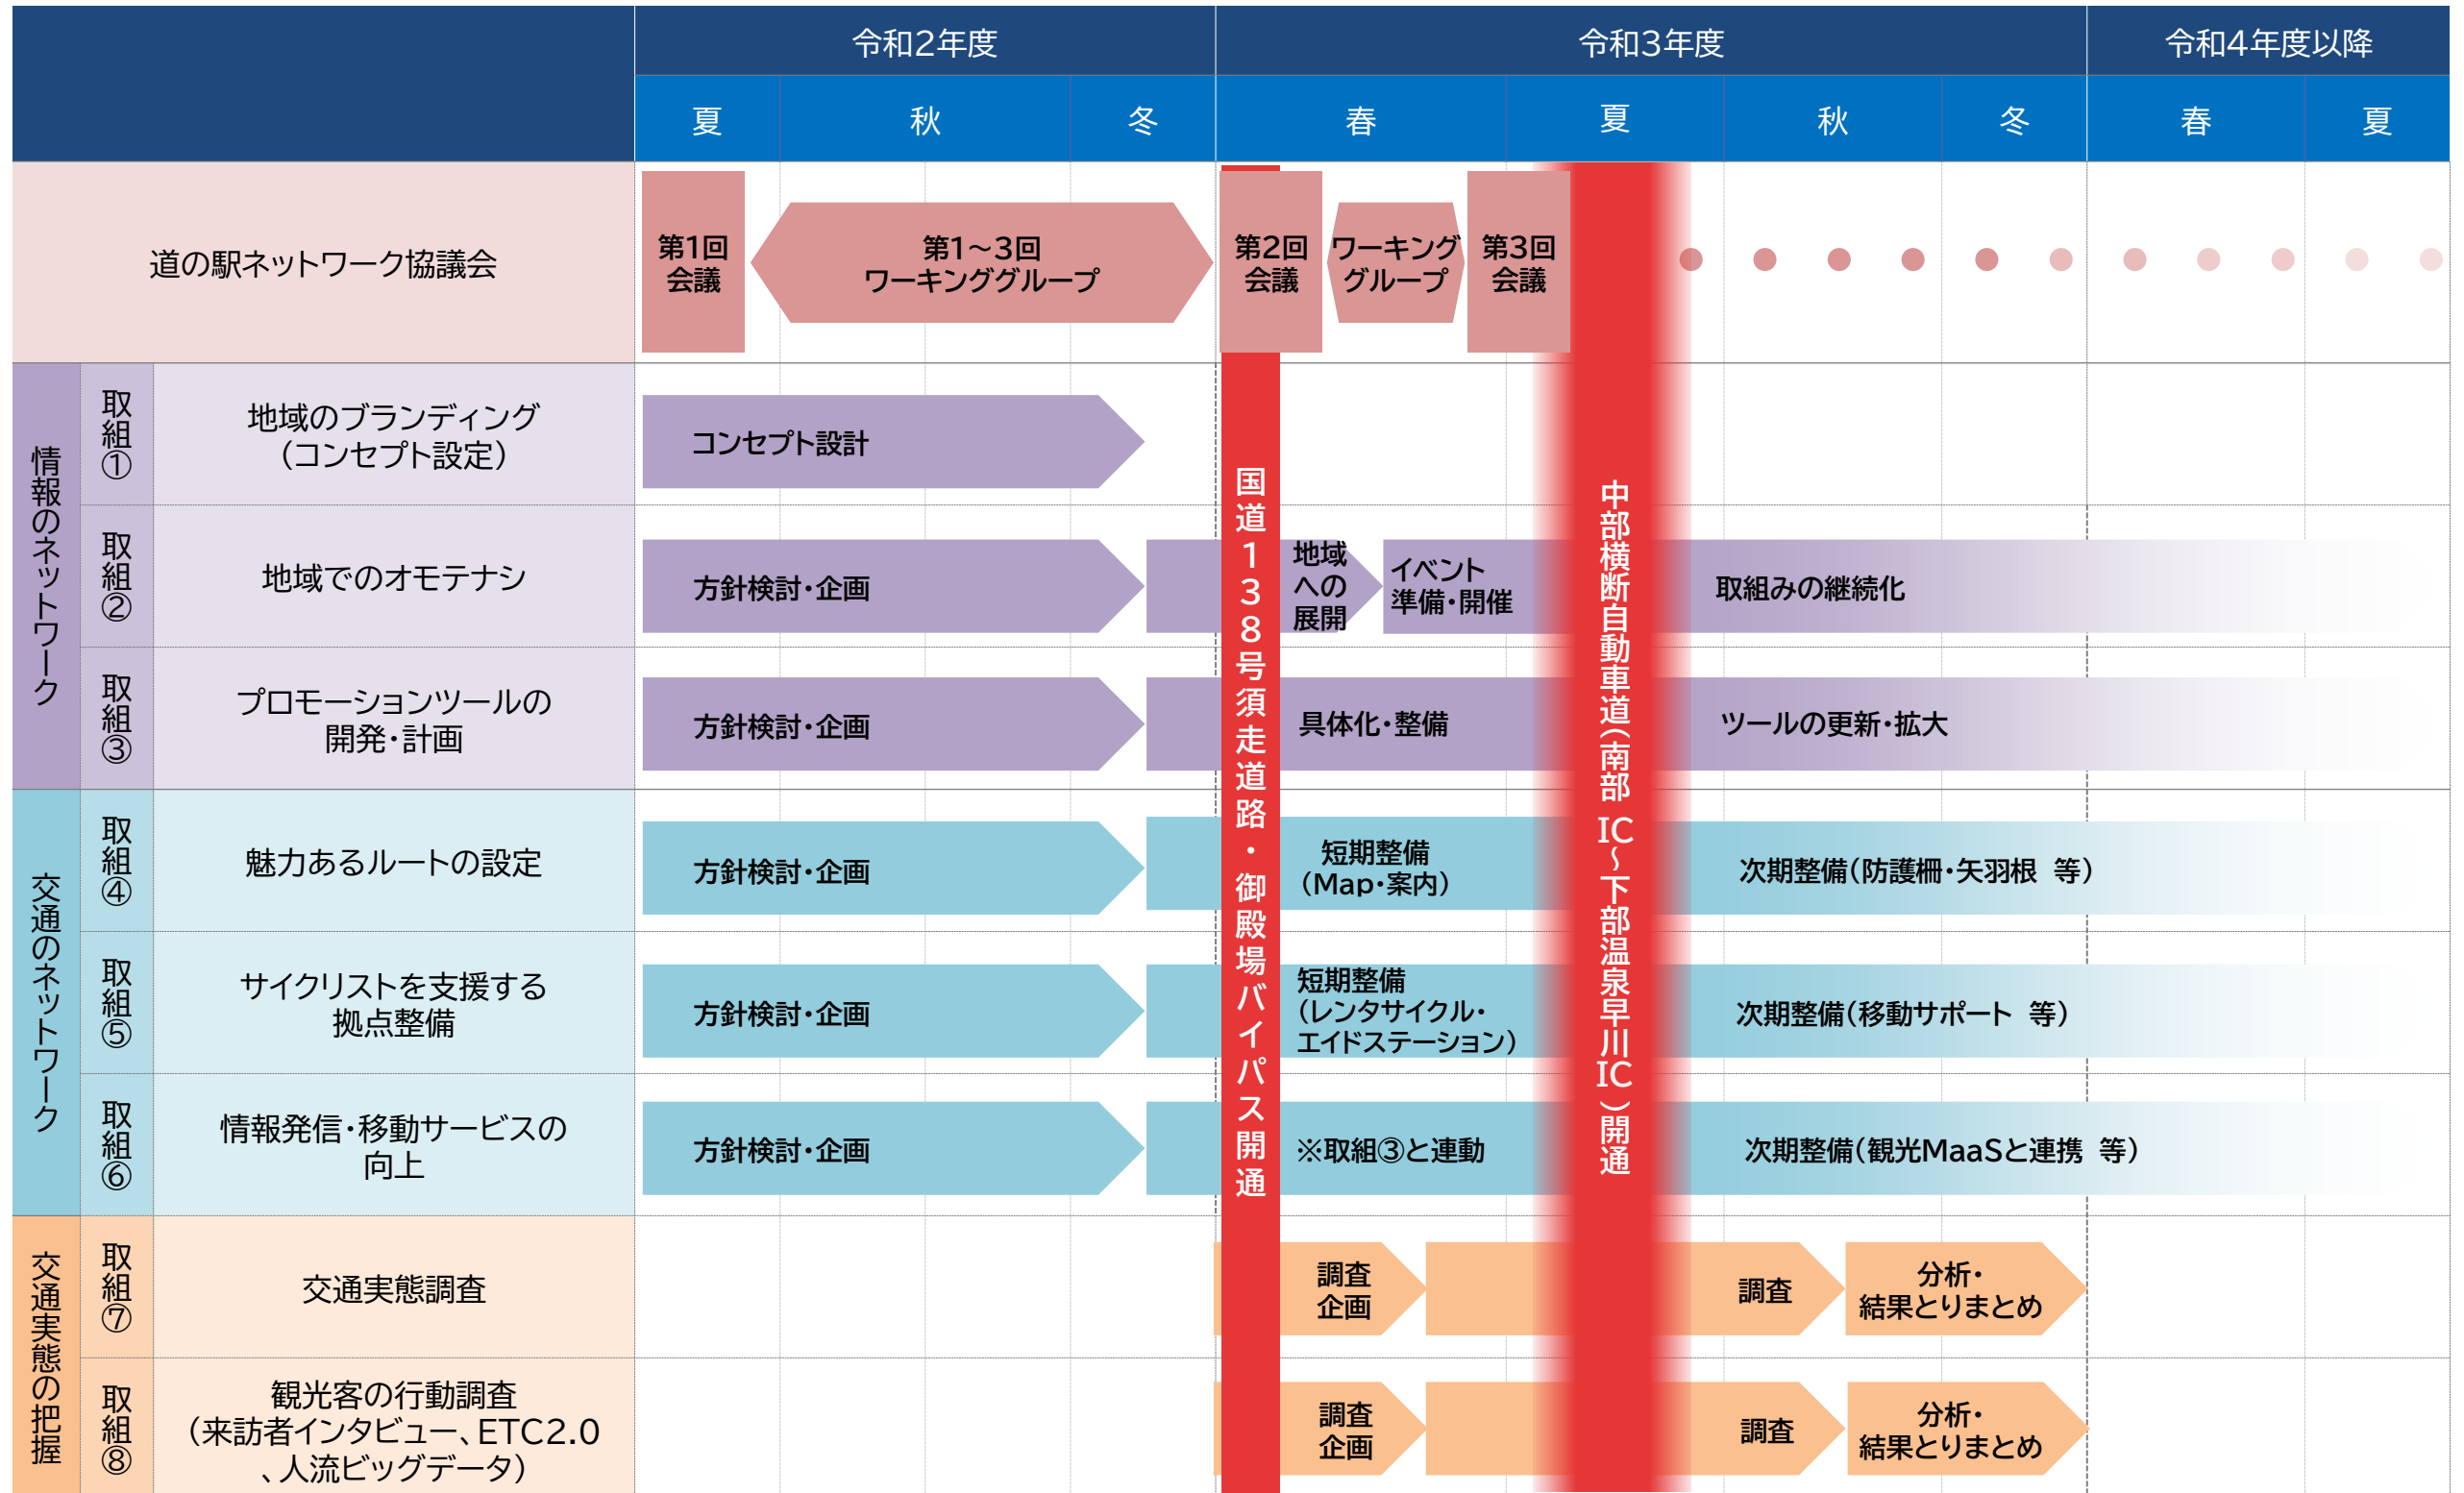 令和2年度
令和3年度
令和4年度以降
夏
秋
冬
春
夏
秋
冬
春
夏
道の駅ネットワーク協議会
第1回
会議
第1～3回
ワーキンググループ
第2回
会議
ワーキング
グループ
第3回
会議
国道138号須走道路・御殿場バイパス開通
中部横断自動車道(南部 IC～下部温泉早川IC)開通
情報のネットワーク
取組①
地域のブランディング
(コンセプト設定)
コンセプト設計
取組②
地域でのオモテナシ
方針検討・企画
地域
への
展開
イベント
準備・開催
取組みの継続化
取組③
プロモーションツールの
開発・計画
方針検討・企画
具体化・整備
ツールの更新・拡大
交通のネットワーク
取組④
魅力あるルートの設定
方針検討・企画
短期整備
(Map・案内)
次期整備(防護柵・矢羽根 等)
取組⑤
サイクリストを支援する
拠点整備
方針検討・企画
短期整備
(レンタサイクル・
エイドステーション)
次期整備(移動サポート 等)
取組⑥
情報発信・移動サービスの
向上
方針検討・企画
※取組③と連動
次期整備(観光MaaSと連携 等)
交通実態の把握
取組⑦
交通実態調査
調査
企画
調査
分析・
結果とりまとめ
取組⑧
観光客の行動調査
(来訪者インタビュー、ETC2.0
、人流ビッグデータ)
調査
企画
調査
分析・
結果とりまとめ